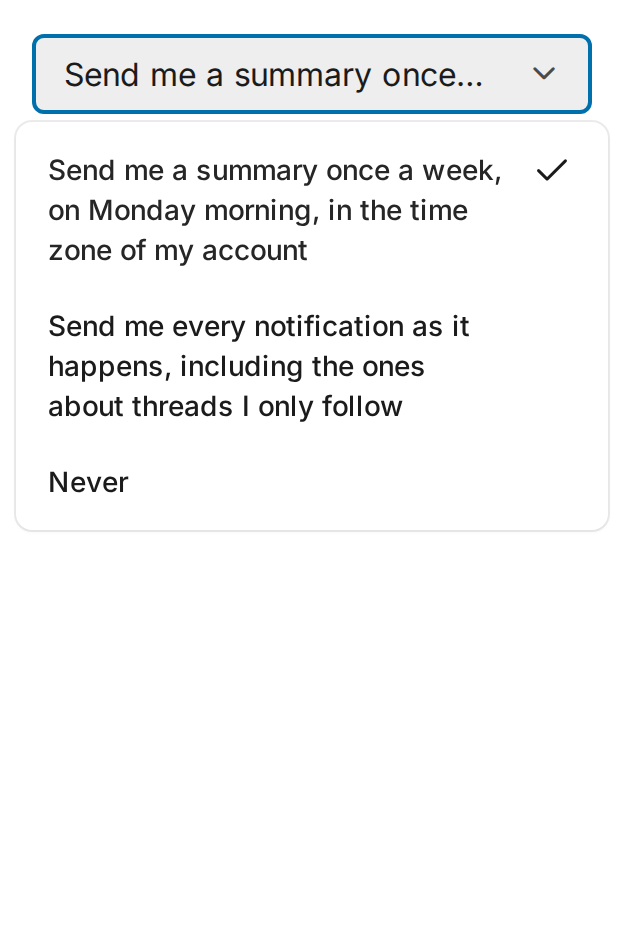 Send me a summary once...
Send me a summary once a week,
on Monday morning, in the time
zone of my account
Send me every notification as it
happens, including the ones
about threads I only follow
Never